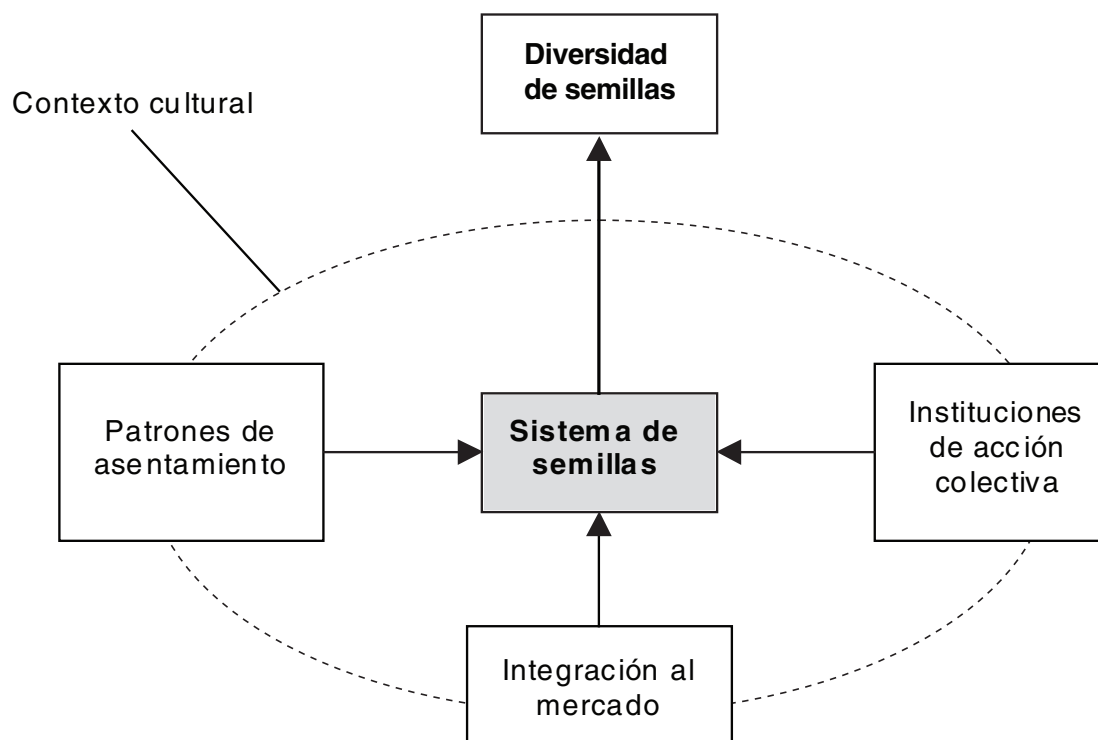 Diversidad
de semillas
Contexto cultural
Patrones de
asentamiento
Sistema de
semillas
Instituciones
de acción
colectiva
Integración al
mercado